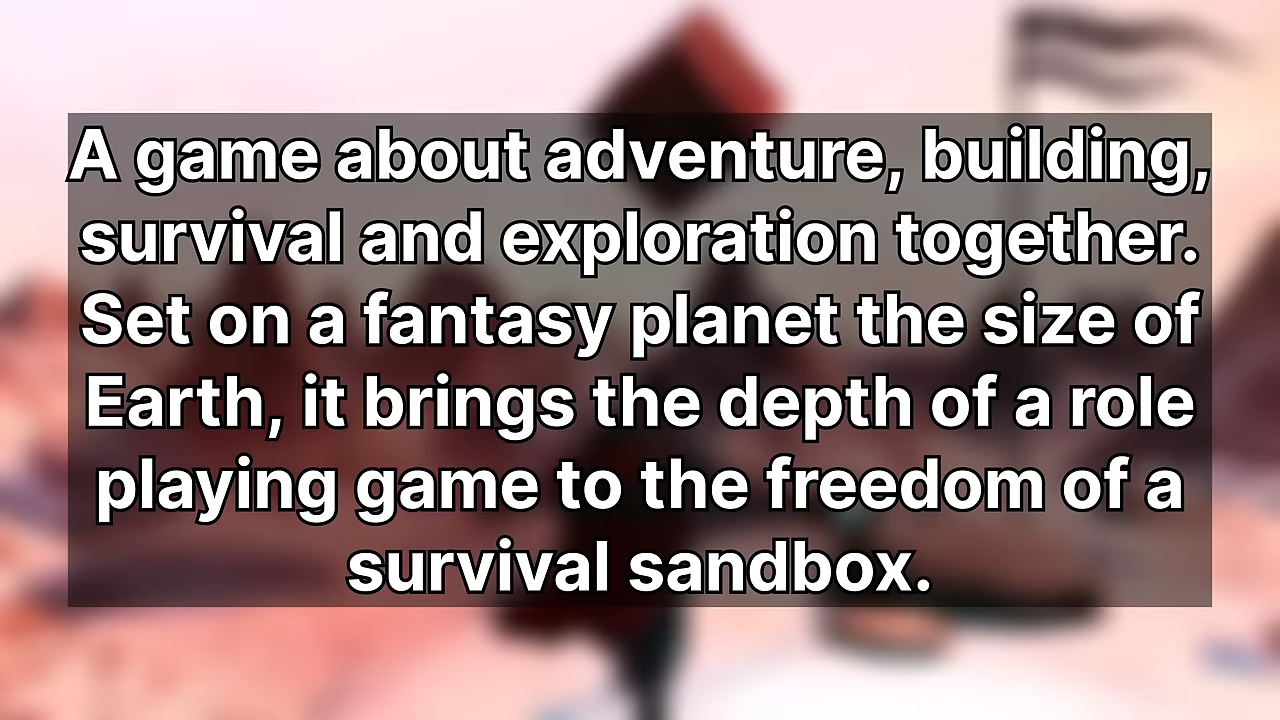 A game about adventure, building,
survival and exploration together.
Set on a fantasy planet the size of
Earth, it brings the depth of a role
playing game to the freedom of a
survival sandbox.